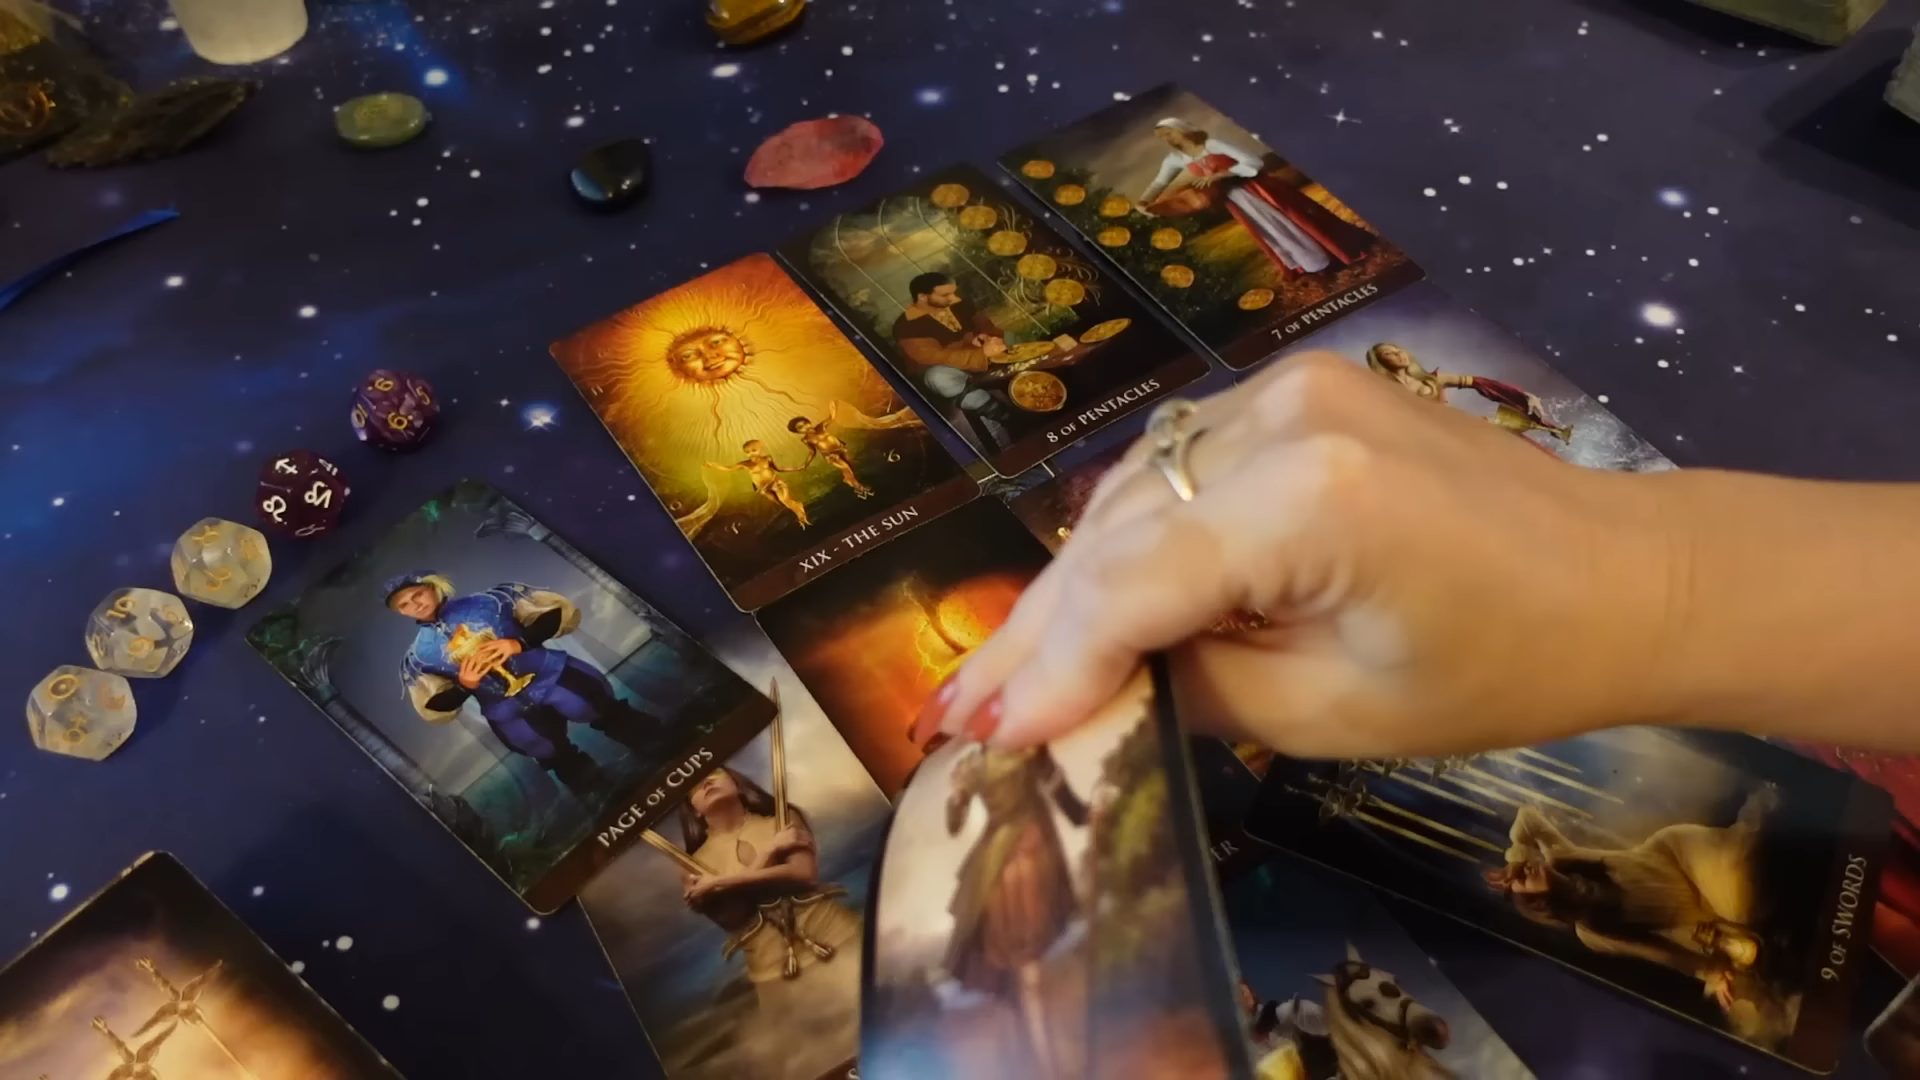 7 OF PENTACLES
8 OF PENTACLES
XIX - THE SUN
PAGE OF CUPS
9 OF SWORDS